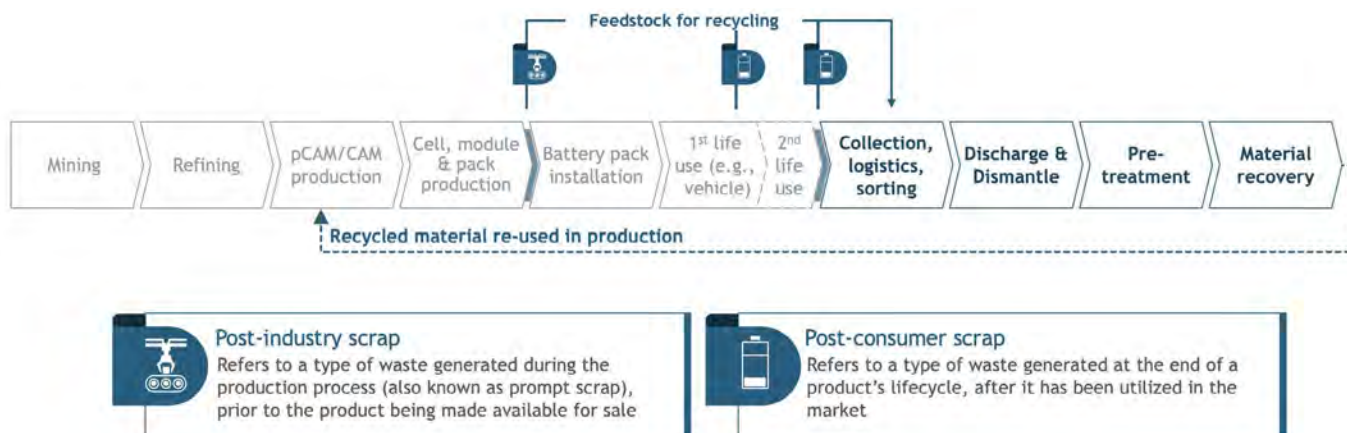 Feedstock for recycling
Mining
Refining
pCAM/CAM
production
Cell, module
& pack
production
Battery pack
installation
1st life
use (e.g.,
vehicle)
2nd
life
use
Collection,
logistics,
sorting
Discharge &
Dismantle
Pre-
treatment
Material
recovery
Recycled material re-used in production
Post-industry scrap
Refers to a type of waste generated during the
production process (also known as prompt scrap),
prior to the product being made available for sale
Post-consumer scrap
Refers to a type of waste generated at the end of a
product's lifecycle, after it has been utilized in the
market